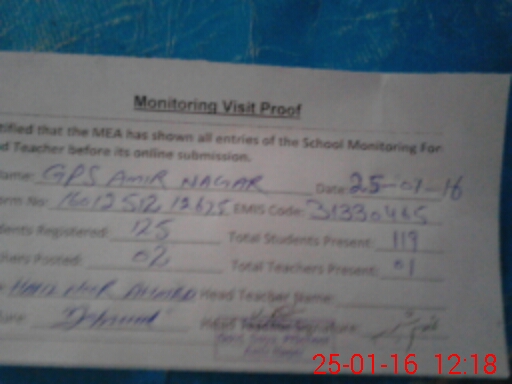 Monitoring Visit Proof
tified that the MEA has shown all entries of the School Monitoring For
d Teacher before its online submission.
Name: GPS AMIR NAGAR Date: 25-01-16
orm No: EMIS Code: 31330465
dents Registered: 125 Total Students Present: 119
hers Posted: 02 Total Teachers Present: 01
Head Teacher Name:
ture: Head Teacher Signature:
25-01-16 12:18